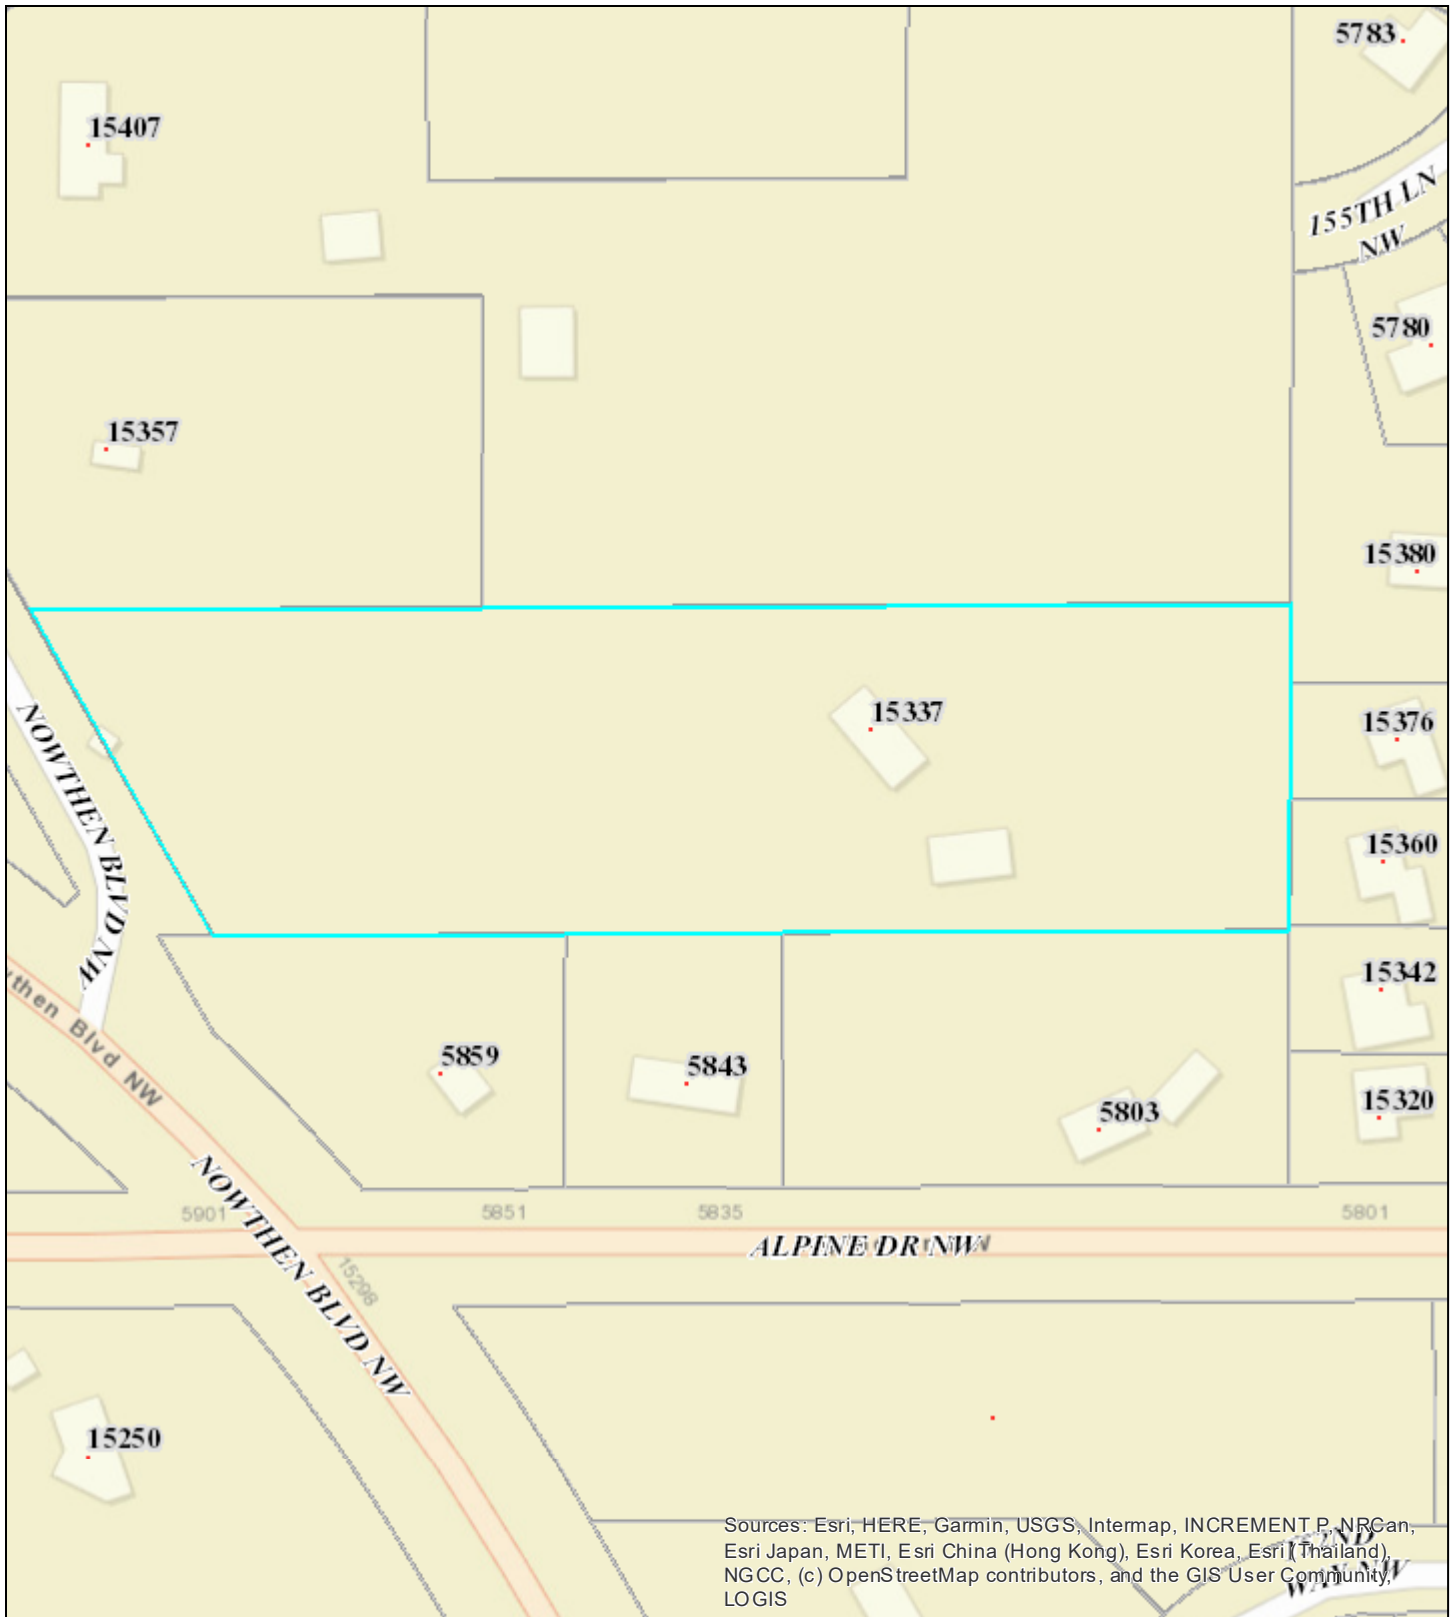 5783
15407
155TH LN
NW
5780
15357
15380
15337
15376
NOWTHEN BLVD NW
15360
15342
then Blvd NW
5859
5843
5803
15320
NOWTHEN BLVD NW
5901
5851
5835
5801
ALPINE DR NW
15298
15250
Sources: Esri, HERE, Garmin, USGS, Intermap, INCREMENT P, NRCan,
Esri Japan, METI, Esri China (Hong Kong), Esri Korea, Esri (Thailand),
NGCC, (c) OpenStreetMap contributors, and the GIS User Community,
LOGIS
WAY NW